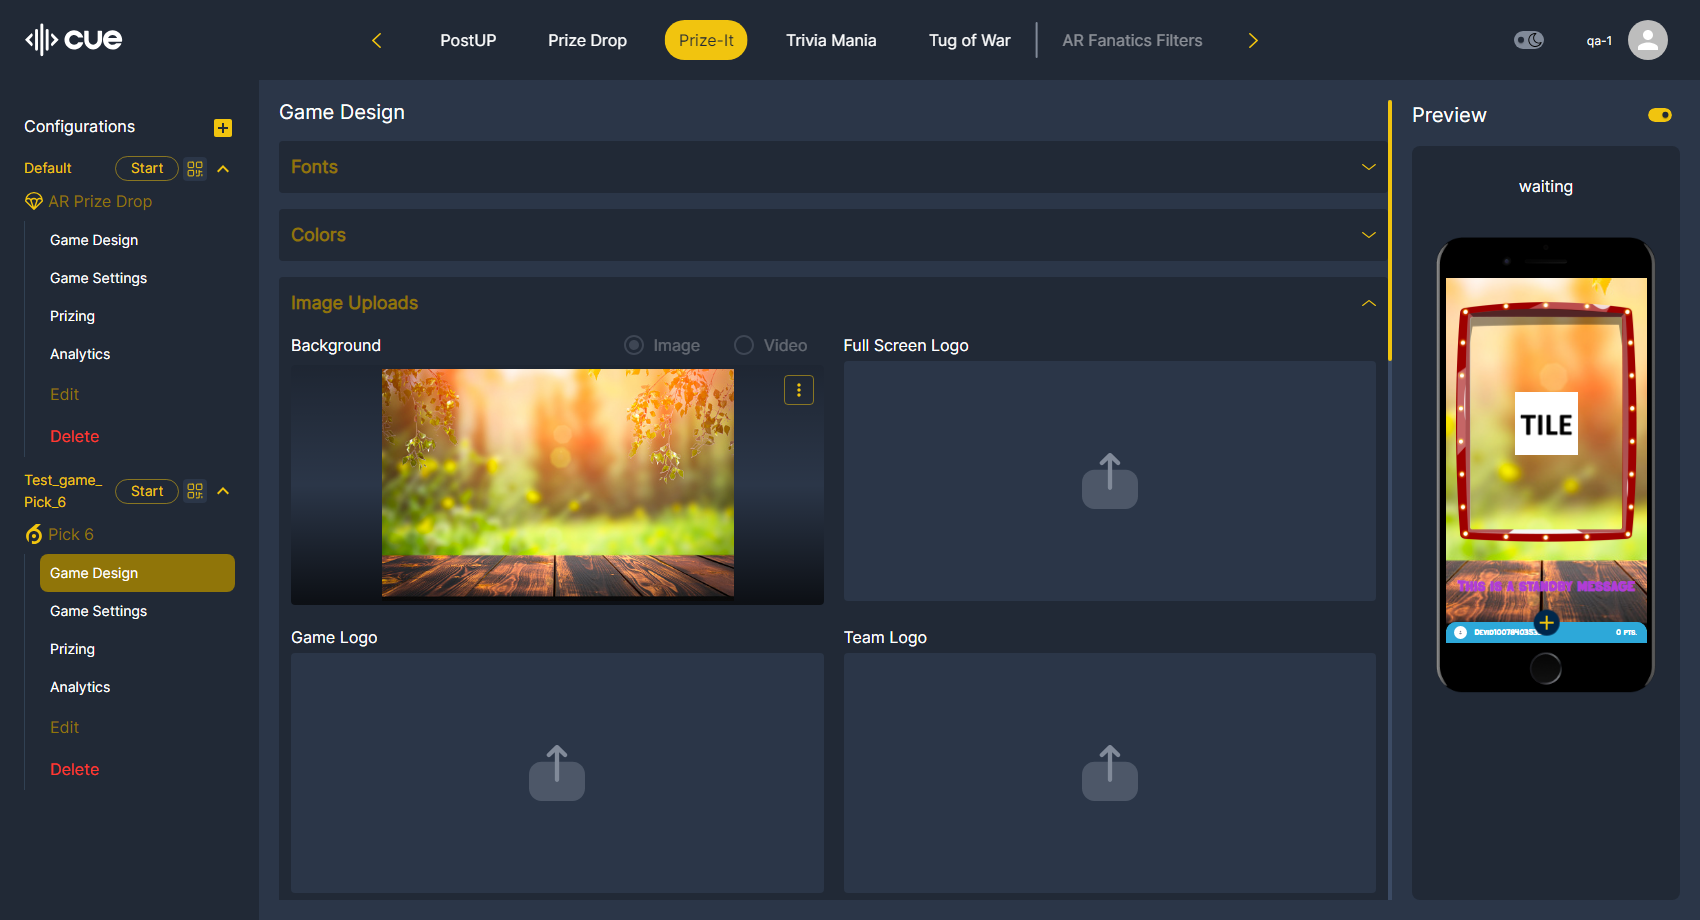 cue
PostUP
Prize Drop
Prize-It
Trivia Mania
Tug of War
AR Fanatics Filters
qa-1
Configurations
Default
Start
AR Prize Drop
Game Design
Game Settings
Prizing
Analytics
Edit
Delete
Test_game_
Pick_6
Start
Pick 6
Game Design
Game Settings
Prizing
Analytics
Edit
Delete
Game Design
Fonts
Colors
Image Uploads
Background
Image
Video
Full Screen Logo
Game Logo
Team Logo
Preview
waiting
TILE
This is a standby message
0 pts.